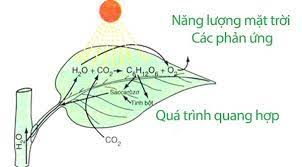 Năng lượng mặt trời
Các phản ứng
H₂O + CO₂ → C₆H₁₂O₆ + O₂
Saccarozơ
Tinh bột
Quá trình quang hợp
H₂O
CO₂